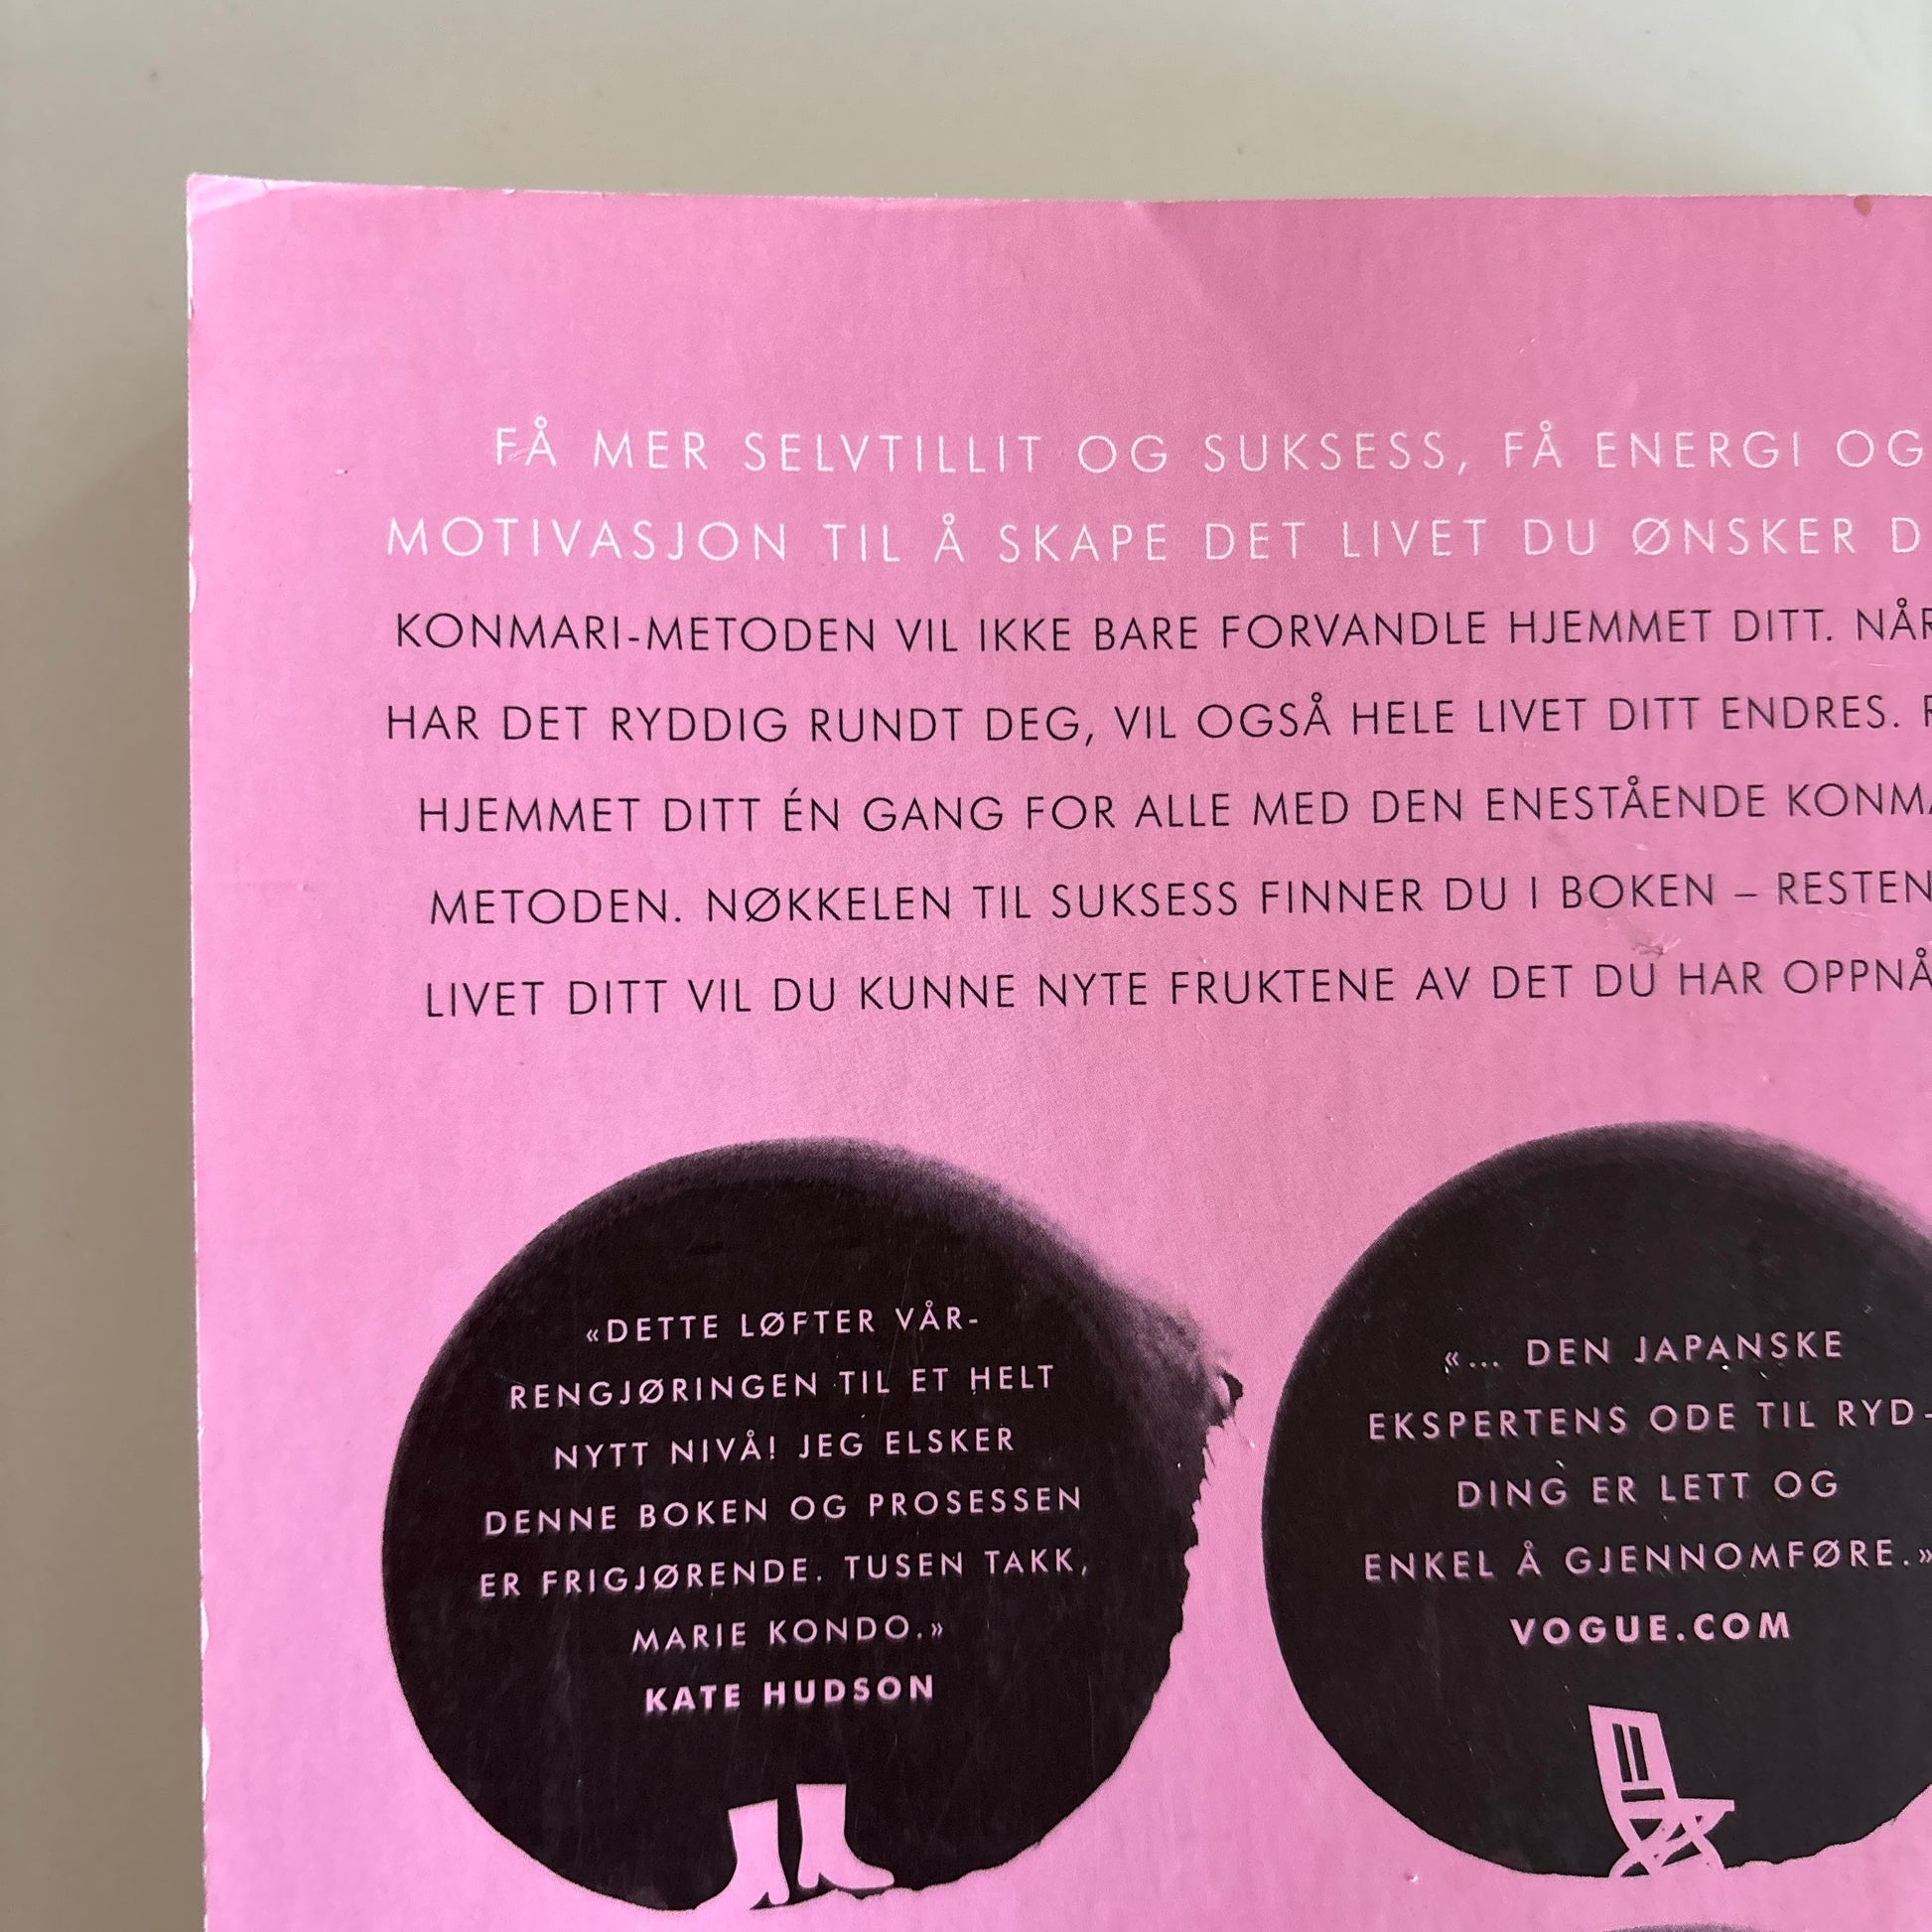 FÅ MER SELVTILLIT OG SUKSESS, FÅ ENERGI OG
MOTIVASJON TIL Å SKAPE DET LIVET DU ØNSKER
KONMARI-METODEN VIL IKKE BARE FORVANDLE HJEMMET DITT. NÅR
HAR DET RYDDIG RUNDT DEG, VIL OGSÅ HELE LIVET DITT ENDRES.
HJEMMET DITT ÉN GANG FOR ALLE MED DEN ENESTÅENDE
METODEN. NØKKELEN TIL SUKSESS FINNER DU I BOKEN – RESTEN
LIVET DITT VIL DU KUNNE NYTE FRUKTENE AV DET DU HAR
«DETTE LØFTER VÅR-
RENGJØRINGEN TIL ET HELT
NYTT NIVÅ! JEG ELSKER
DENNE BOKEN OG PROSESSEN
ER FRIGJØRENDE. TUSEN TAKK,
MARIE KONDO.»
KATE HUDSON
«... DEN JAPANSKE
EKSPERTENS ODE TIL RYD-
DING ER LETT OG
ENKEL Å GJENNOMFØRE.»
VOGUE.COM